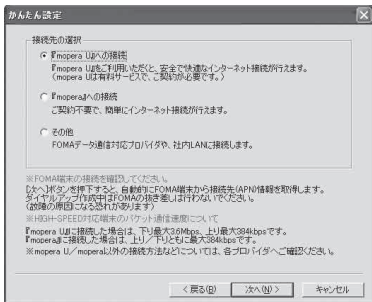 かんたん設定
接続先の選択
『mopera U』への接続
『mopera U』をご利用いただくと、安全で快適なインターネット接続が行えます。
(mopera Uは有料サービスで、ご契約が必要です。)
『mopera』への接続
ご契約不要で、簡単にインターネット接続が行えます。
その他
FOMAデータ通信対応プロバイダや、社内LANに接続します。
※FOMA端末の接続を確認してください。
[次へ]ボタンを押下すると、自動的にFOMA端末から接続先(APN)情報を取得します。
ダイヤルアップ作成中はFOMAの抜き差しは行わないでください。
(故障の原因になる恐れがあります)
※HIGH-SPEED対応端末のパケット通信速度について
『mopera U』に接続した場合は、下り最大3.6Mbps、上り最大384kbpsです。
『mopera』に接続した場合は、上り/下りともに最大384kbpsです。
※mopera U/mopera以外の接続方法などについては、各プロバイダへご確認ください。
< 戻る(B)
次へ(N) >
キャンセル